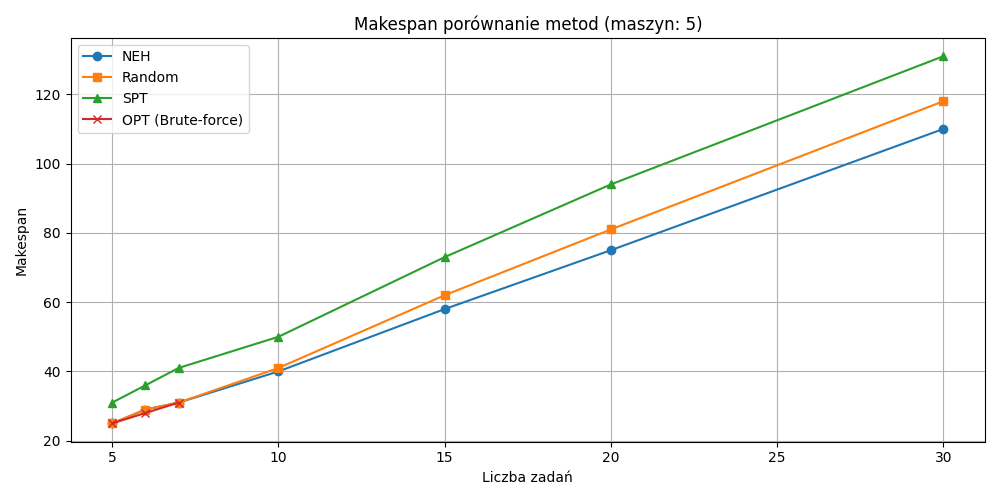 Makespan porównanie metod (maszyn: 5)
NEH
Random
SPT
OPT (Brute-force)
Makespan
120
100
80
60
40
20
5 10 15 20 25 30
Liczba zadań